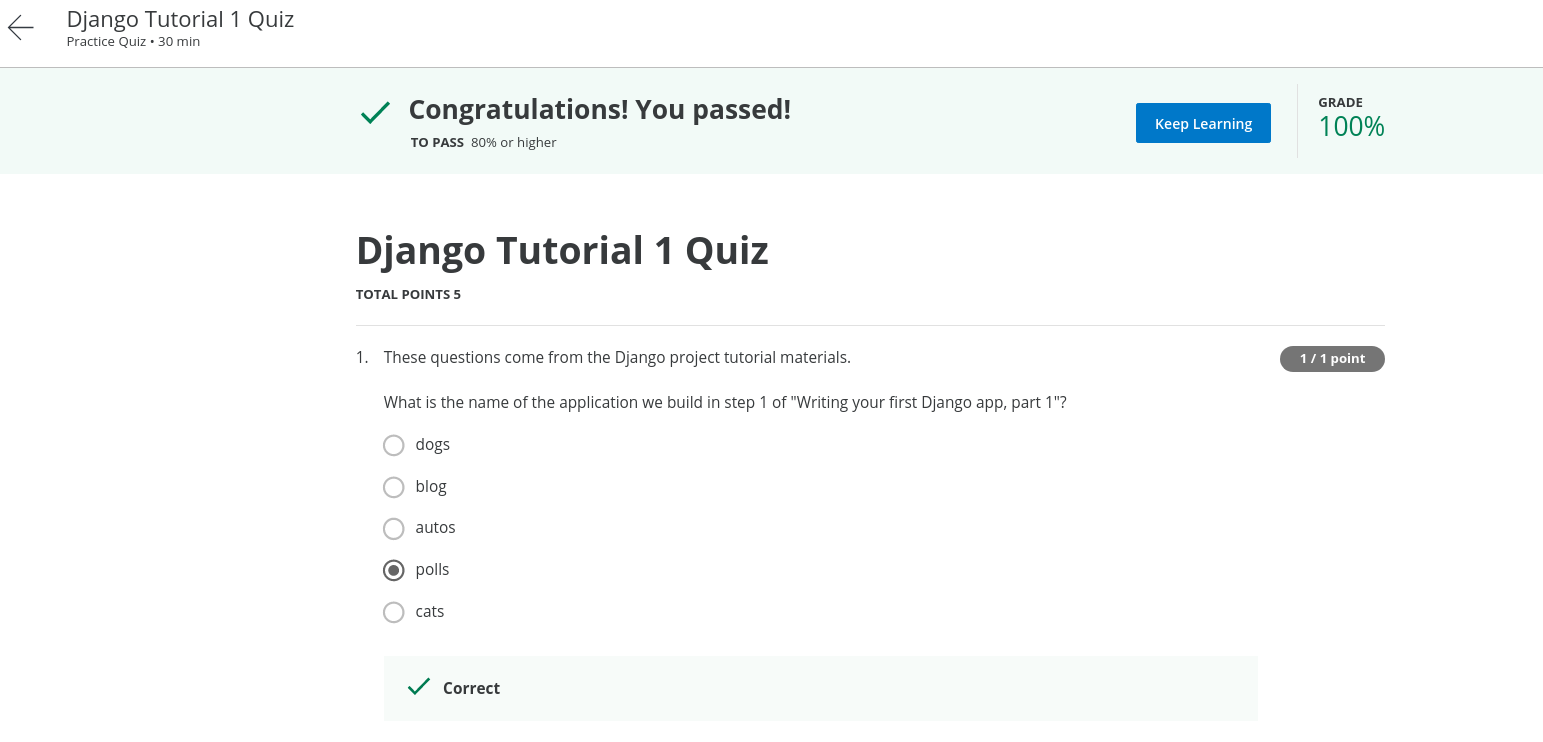 Django Tutorial 1 Quiz
Practice Quiz • 30 min
Congratulations! You passed!
TO PASS 80% or higher
Keep Learning
GRADE
100%
Django Tutorial 1 Quiz
TOTAL POINTS 5
1. These questions come from the Django project tutorial materials.
1 / 1 point
What is the name of the application we build in step 1 of "Writing your first Django app, part 1"?
dogs
blog
autos
polls
cats
Correct